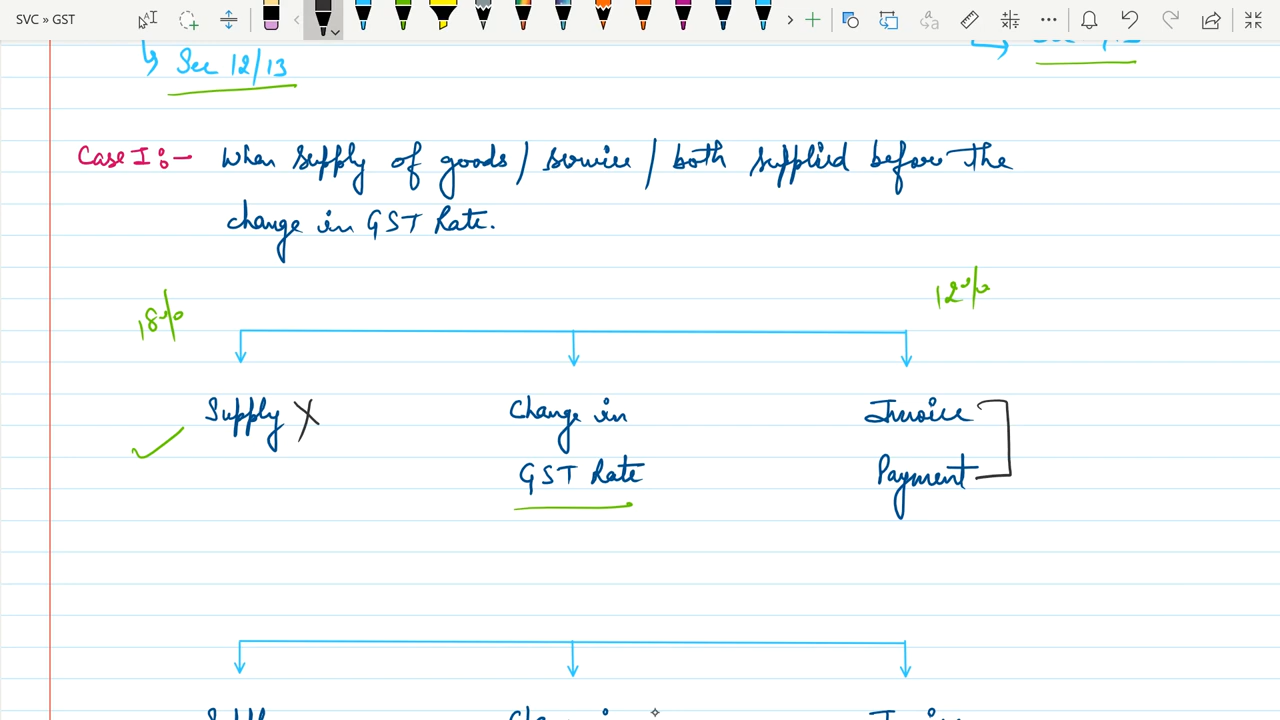 SVC » GST
Sec 12/13
Case I :- When supply of goods / service / both supplied before the
change in GST Rate.
18% 12%
Supply Change in Invoice
GST Rate Payment